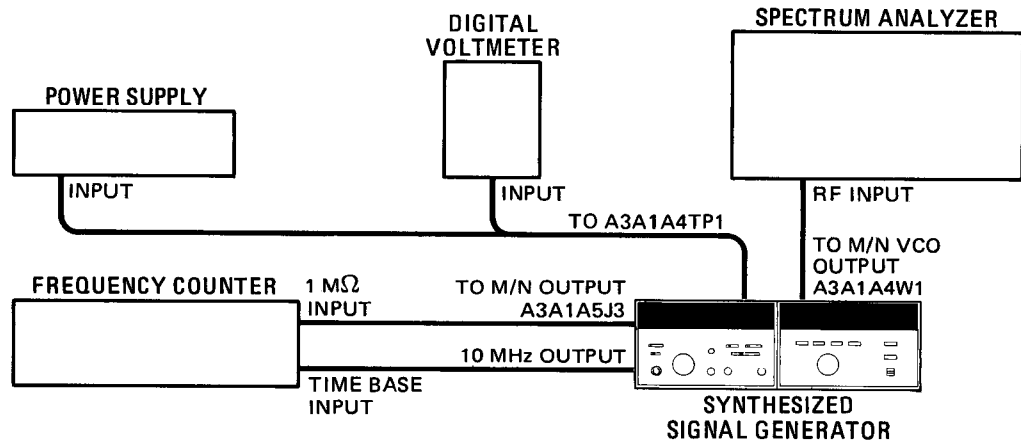 SPECTRUM ANALYZER
DIGITAL
VOLTMETER
POWER SUPPLY
INPUT
INPUT
RF INPUT
TO A3A1A4TP1
TO M/N VCO
OUTPUT
A3A1A4W1
FREQUENCY COUNTER
1 MΩ
INPUT
TO M/N OUTPUT
A3A1A5J3
10 MHz OUTPUT
TIME BASE
INPUT
SYNTHESIZED
SIGNAL GENERATOR